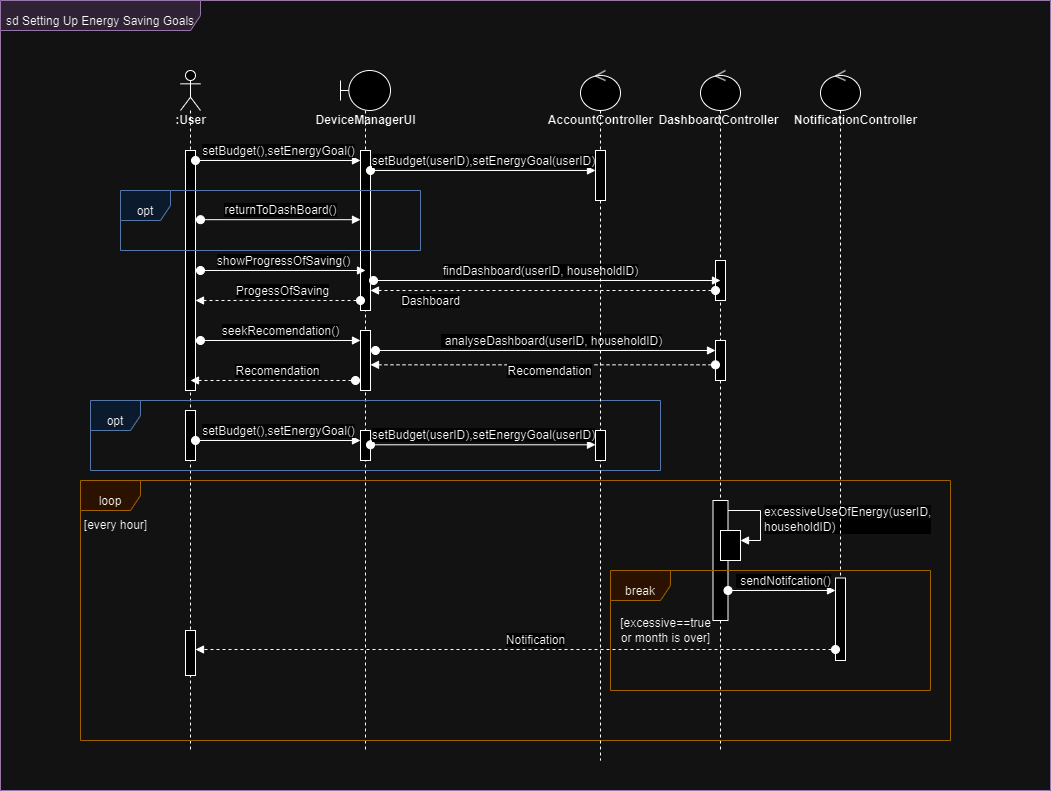 sd Setting Up Energy Saving Goals
:User
DeviceManagerUI
AccountController
DashboardController
NotificationController
setBudget(),setEnergyGoal()
setBudget(userID),setEnergyGoal(userID)
opt
returnToDashBoard()
showProgressOfSaving()
findDashboard(userID, householdID)
ProgessOfSaving
Dashboard
seekRecomendation()
analyseDashboard(userID, householdID)
Recomendation
Recomendation
opt
setBudget(),setEnergyGoal()
setBudget(userID),setEnergyGoal(userID)
loop
[every hour]
excessiveUseOfEnergy(userID,
householdID)
break
sendNotifcation()
[excessive==true
or month is over]
Notification